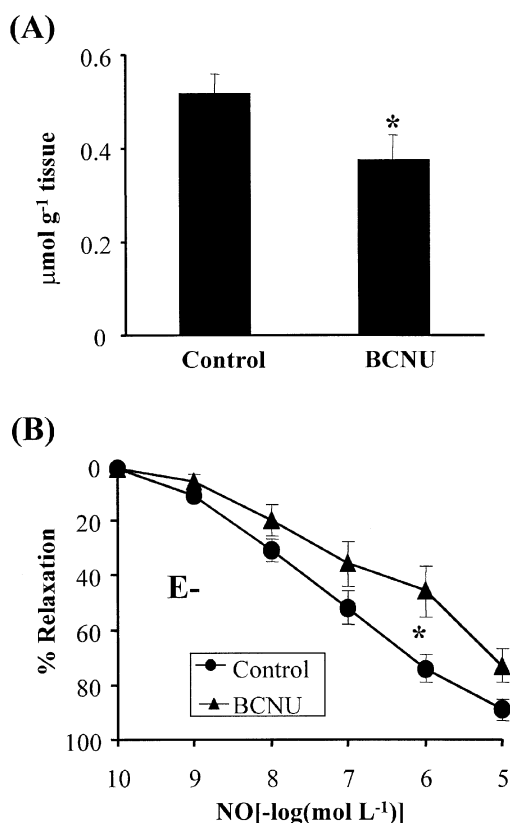 (A)
0.6
0.4
0.2
0
μmol g⁻¹ tissue
*
Control
BCNU
(B)
0
20
40
60
80
100
% Relaxation
E-
*
Control
BCNU
10 9 8 7 6 5
NO[-log(mol L⁻¹)]